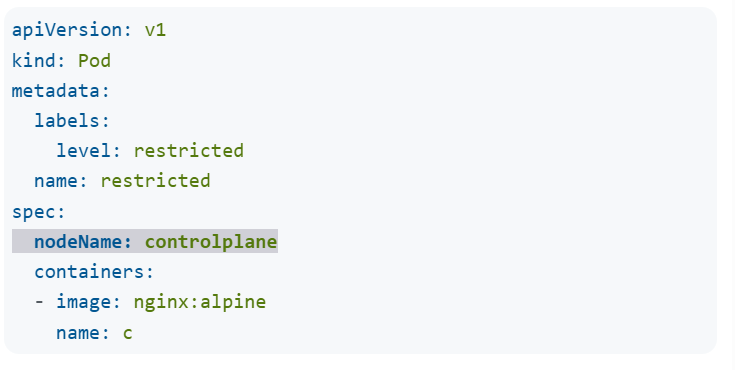 apiVersion: v1
kind: Pod
metadata:
  labels:
    level: restricted
  name: restricted
spec:
  nodeName: controlplane
  containers:
  - image: nginx:alpine
    name: c